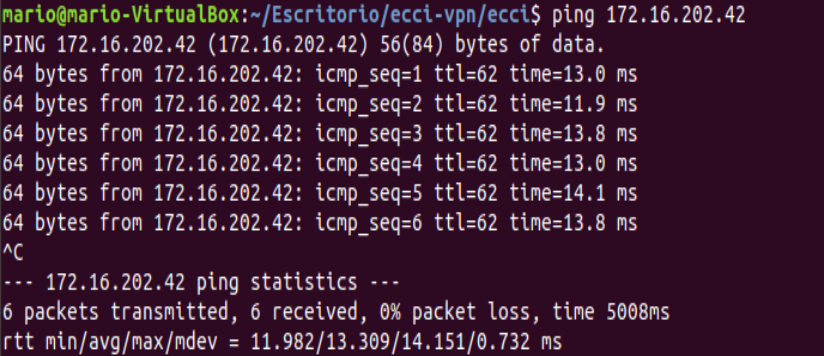 mario@mario-VirtualBox:~/Escritorio/ecci-vpn/ecci$ ping 172.16.202.42
PING 172.16.202.42 (172.16.202.42) 56(84) bytes of data.
64 bytes from 172.16.202.42: icmp_seq=1 ttl=62 time=13.0 ms
64 bytes from 172.16.202.42: icmp_seq=2 ttl=62 time=11.9 ms
64 bytes from 172.16.202.42: icmp_seq=3 ttl=62 time=13.8 ms
64 bytes from 172.16.202.42: icmp_seq=4 ttl=62 time=13.0 ms
64 bytes from 172.16.202.42: icmp_seq=5 ttl=62 time=14.1 ms
64 bytes from 172.16.202.42: icmp_seq=6 ttl=62 time=13.8 ms
^C
--- 172.16.202.42 ping statistics ---
6 packets transmitted, 6 received, 0% packet loss, time 5008ms
rtt min/avg/max/mdev = 11.982/13.309/14.151/0.732 ms